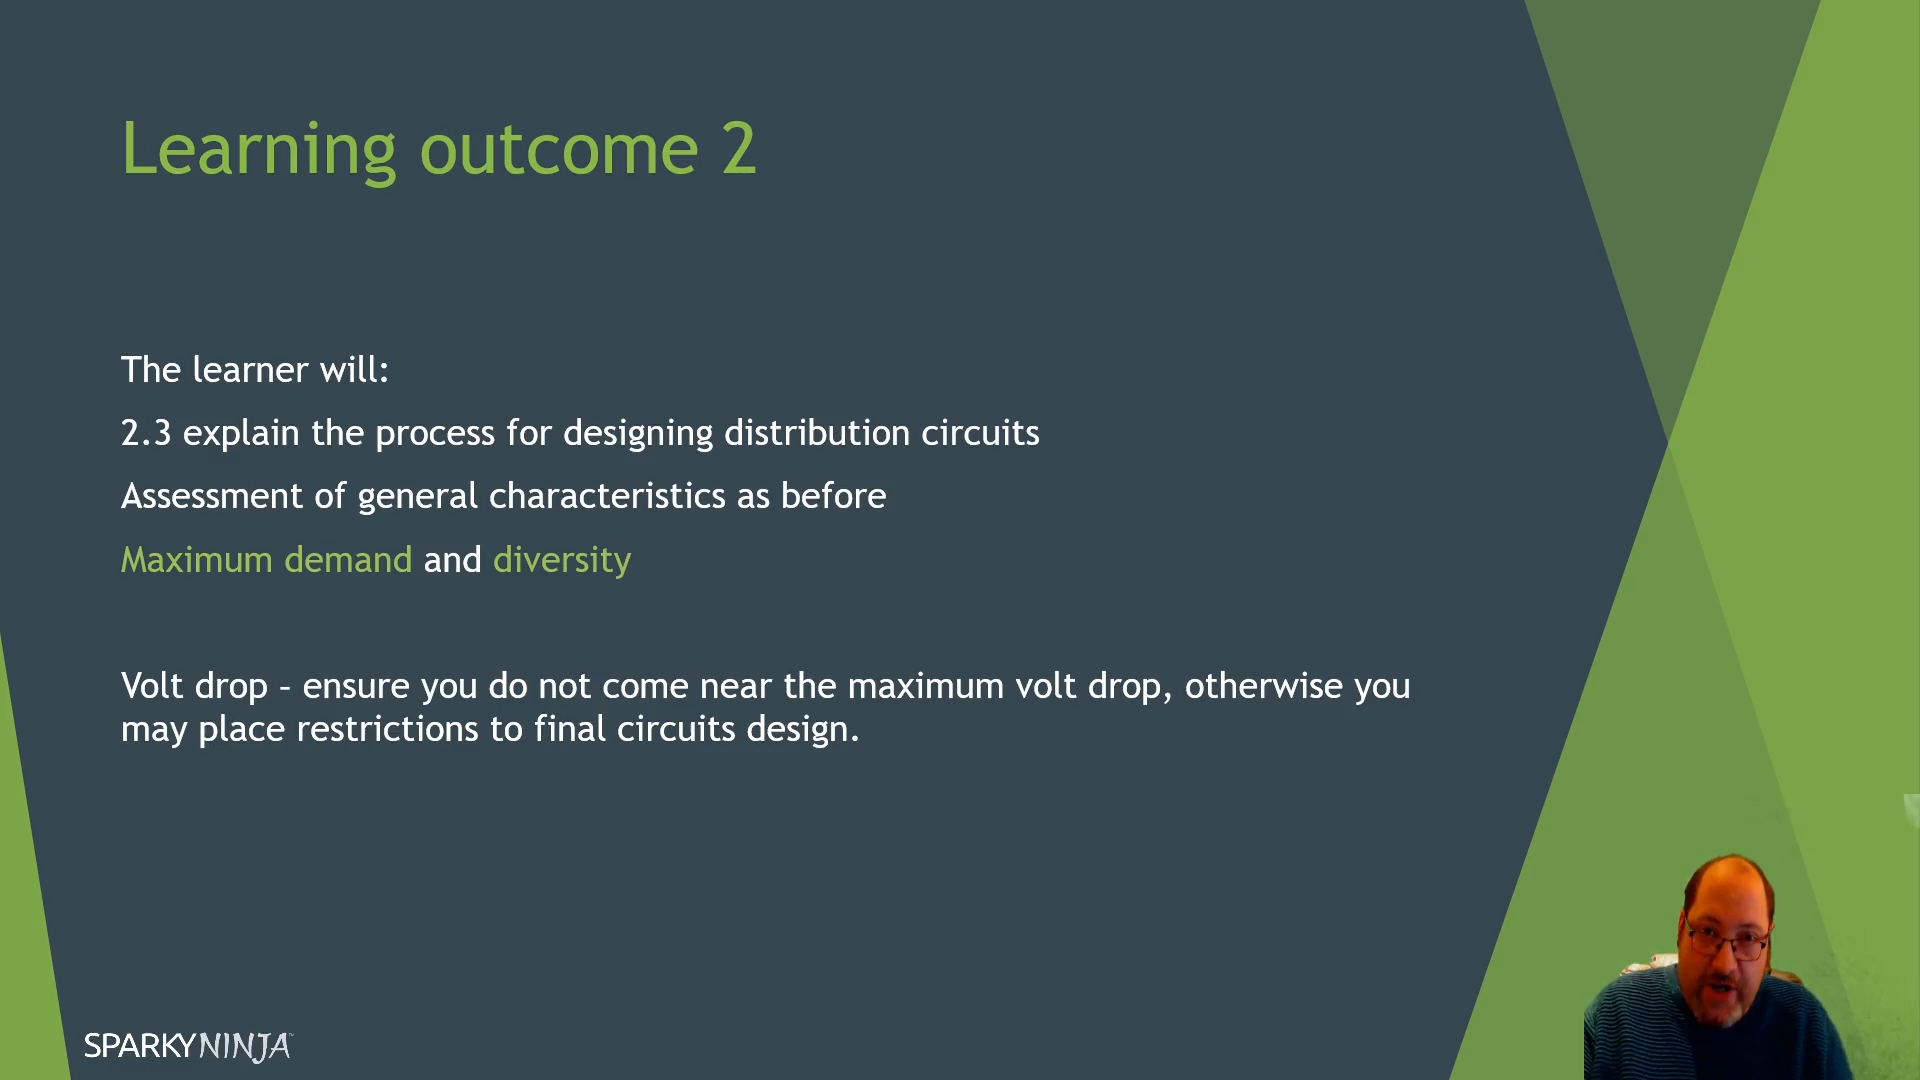 Learning outcome 2
The learner will:
2.3 explain the process for designing distribution circuits
Assessment of general characteristics as before
Maximum demand and diversity
Volt drop – ensure you do not come near the maximum volt drop, otherwise you
may place restrictions to final circuits design.
SPARKYNINJA™